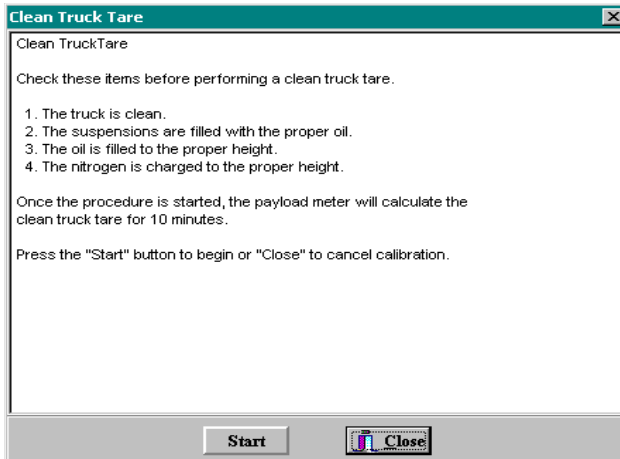 Clean Truck Tare
Clean TruckTare
Check these items before performing a clean truck tare.
1. The truck is clean.
2. The suspensions are filled with the proper oil.
3. The oil is filled to the proper height.
4. The nitrogen is charged to the proper height.
Once the procedure is started, the payload meter will calculate the
clean truck tare for 10 minutes.
Press the "Start" button to begin or "Close" to cancel calibration.
Start
Close